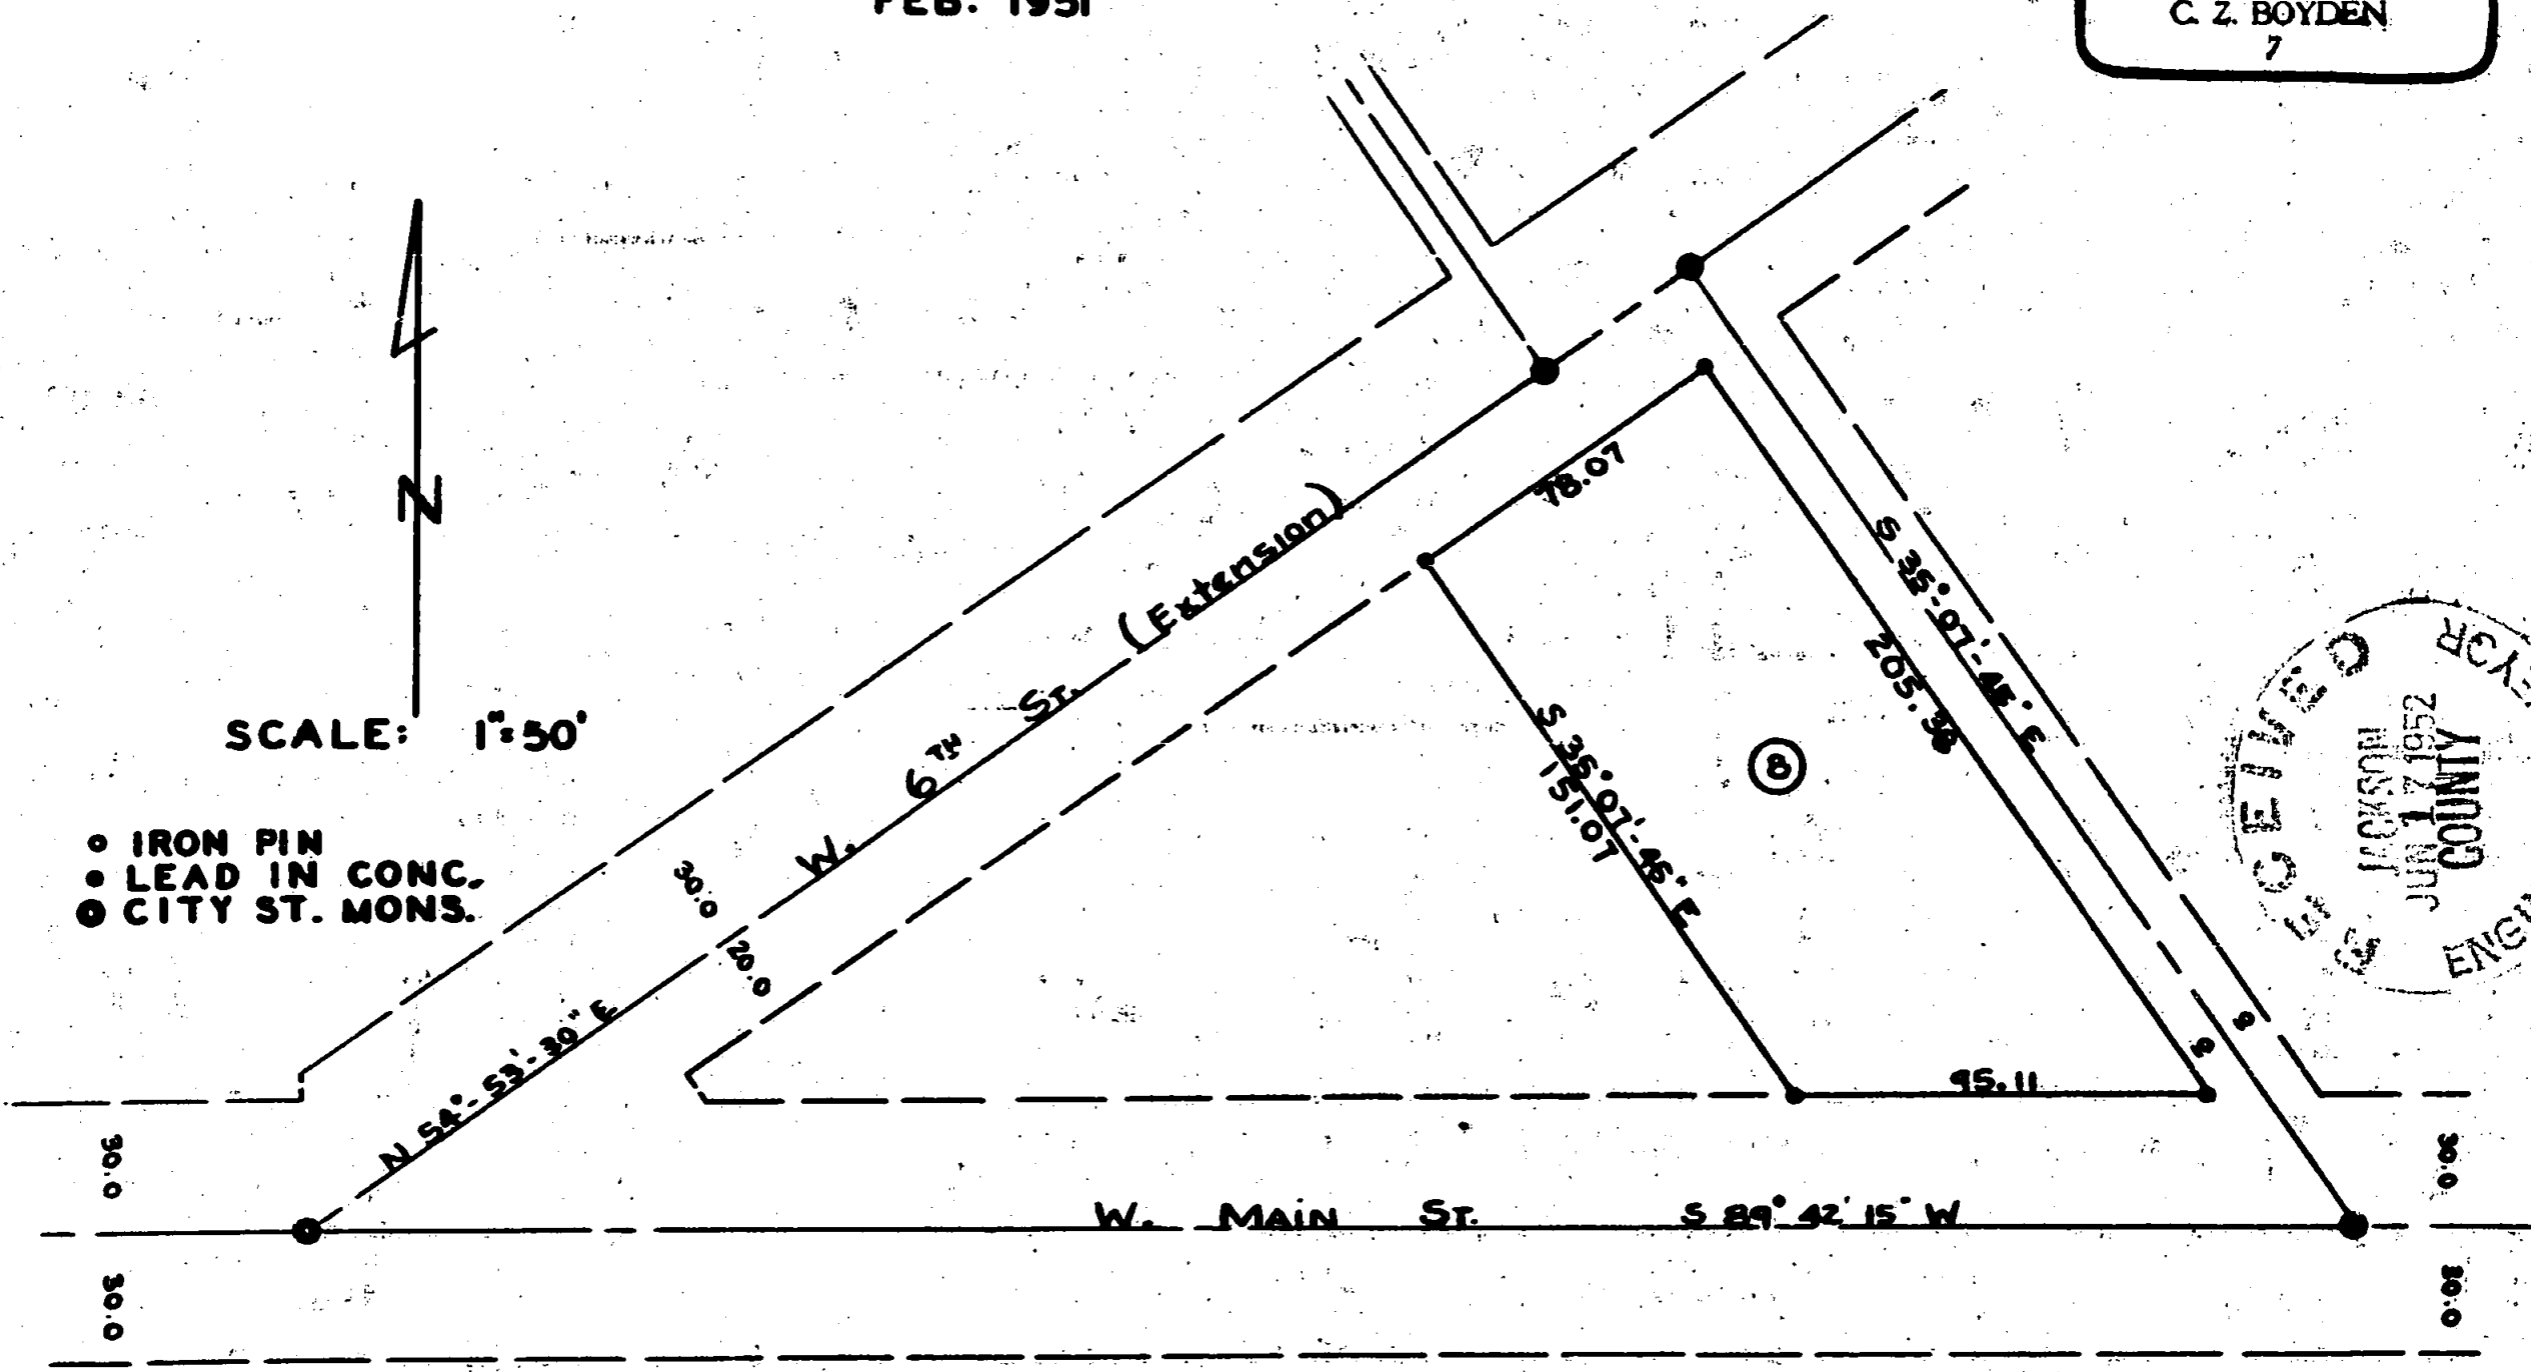 FEB. 1951
C. Z. BOYDEN
7
N
SCALE: 1"=50'
IRON PIN
LEAD IN CONC.
CITY ST. MONS.
W. 6TH ST. (Extension)
N 54°-53'-30" E
30.0
20.0
78.07
S 35°-07'-45" E
151.07
8
S 35°-07'-45" E
205.36
95.11
W. MAIN ST. S 89° 42' 15" W
30.0
30.0
30.0
30.0
RECEIVED
JACKSON
JUN 17 1952
COUNTY